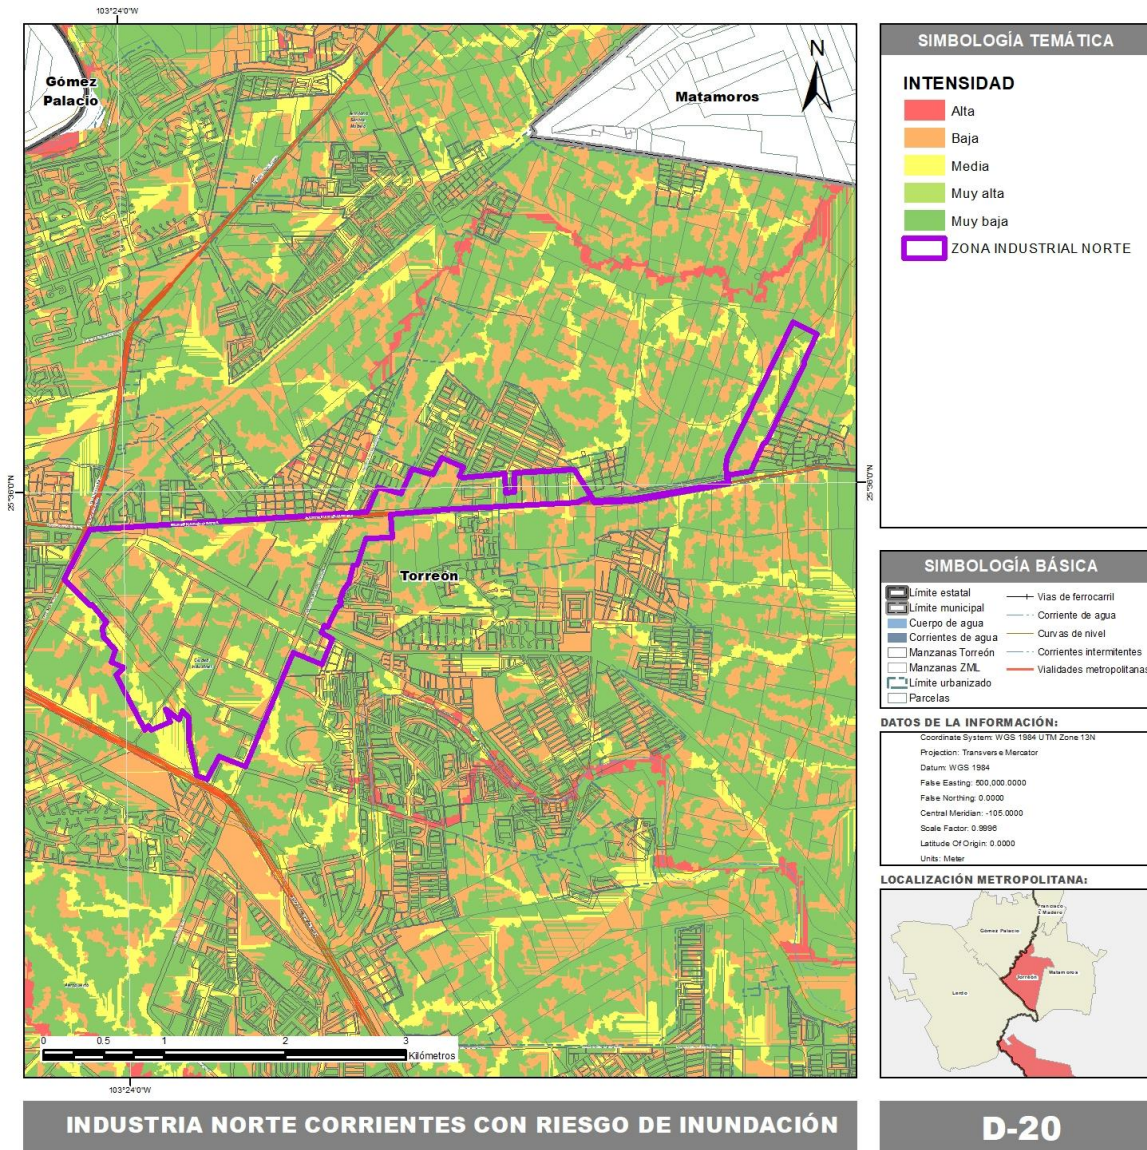 103°24'0"W
Gómez
Palacio
Matamoros
N
25°36'0"N
25°36'0"N
Torreón
Ciudad
Industrial
Aeropuerto
0 0.5 1 2 3
Kilómetros
103°24'0"W
INDUSTRIA NORTE CORRIENTES CON RIESGO DE INUNDACIÓN
SIMBOLOGÍA TEMÁTICA
INTENSIDAD
Alta
Baja
Media
Muy alta
Muy baja
ZONA INDUSTRIAL NORTE
SIMBOLOGÍA BÁSICA
Límite estatal
Límite municipal
Cuerpo de agua
Corrientes de agua
Manzanas Torreón
Manzanas ZML
Límite urbanizado
Parcelas
Vias de ferrocarril
Corriente de agua
Curvas de nivel
Corrientes intermitentes
Vialidades metropolitanas
DATOS DE LA INFORMACIÓN:
Coordinate System: WGS 1984 UTM Zone 13N
Projection: Transverse Mercator
Datum: WGS 1984
False Easting: 500,000.0000
False Northing: 0.0000
Central Meridian: -105.0000
Scale Factor: 0.9996
Latitude Of Origin: 0.0000
Units: Meter
LOCALIZACIÓN METROPOLITANA:
Francisco
I. Madero
Gómez Palacio
Torreón
Matamoros
Lerdo
D-20